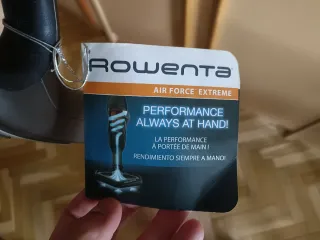 Rowenta
AIR FORCE EXTREME
PERFORMANCE
ALWAYS AT HAND!
LA PERFORMANCE
À PORTÉE DE MAIN !
RENDIMIENTO SIEMPRE A MANO!